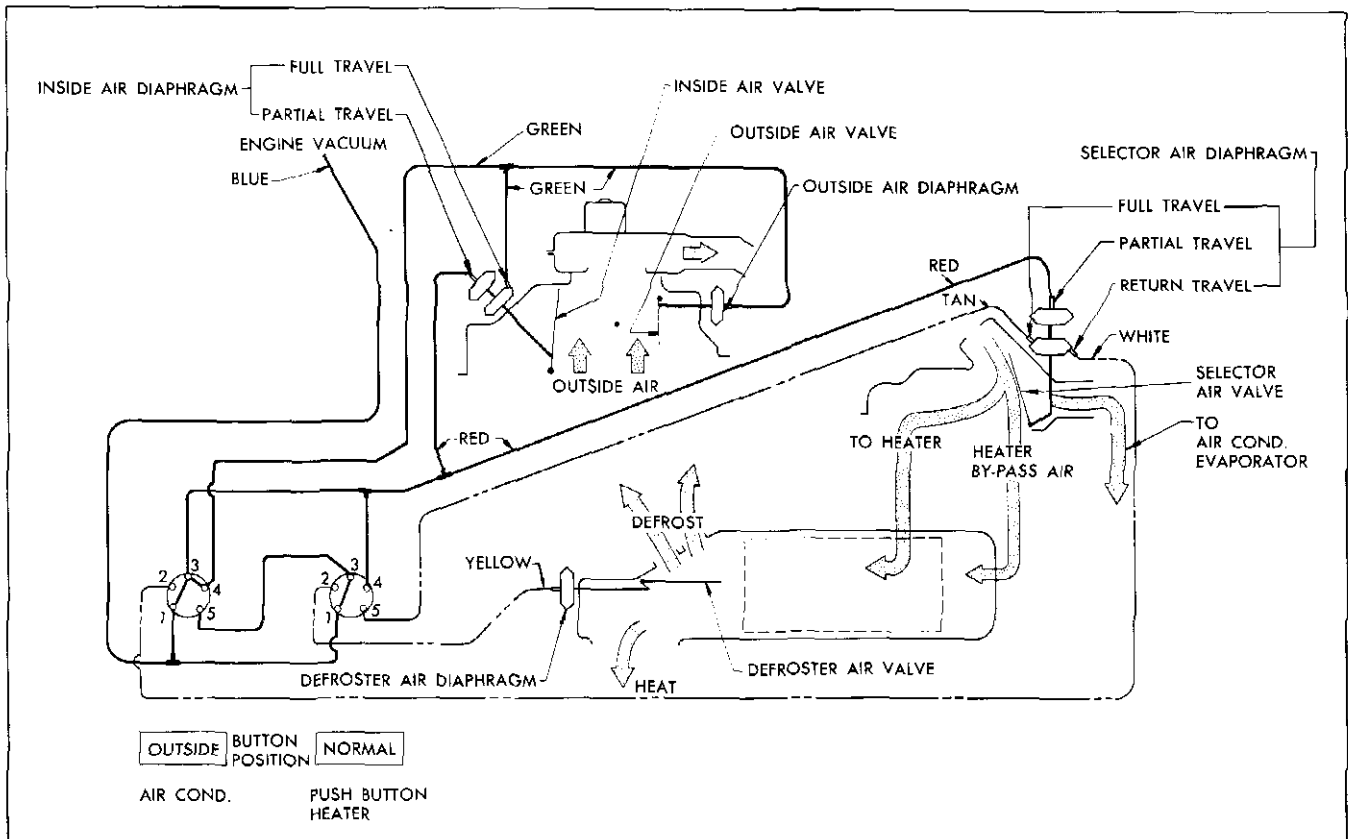 FULL TRAVEL
INSIDE AIR DIAPHRAGM
PARTIAL TRAVEL
ENGINE VACUUM
BLUE
GREEN
GREEN
INSIDE AIR VALVE
OUTSIDE AIR VALVE
OUTSIDE AIR DIAPHRAGM
SELECTOR AIR DIAPHRAGM
FULL TRAVEL
PARTIAL TRAVEL
RETURN TRAVEL
RED
TAN
WHITE
SELECTOR
AIR VALVE
OUTSIDE AIR
RED
TO HEATER
HEATER
BY-PASS AIR
TO
AIR COND.
EVAPORATOR
DEFROST
YELLOW
2 3 4 1 5
2 3 4 1 5
DEFROSTER AIR DIAPHRAGM
HEAT
DEFROSTER AIR VALVE
OUTSIDE BUTTON POSITION NORMAL
AIR COND.
PUSH BUTTON
HEATER